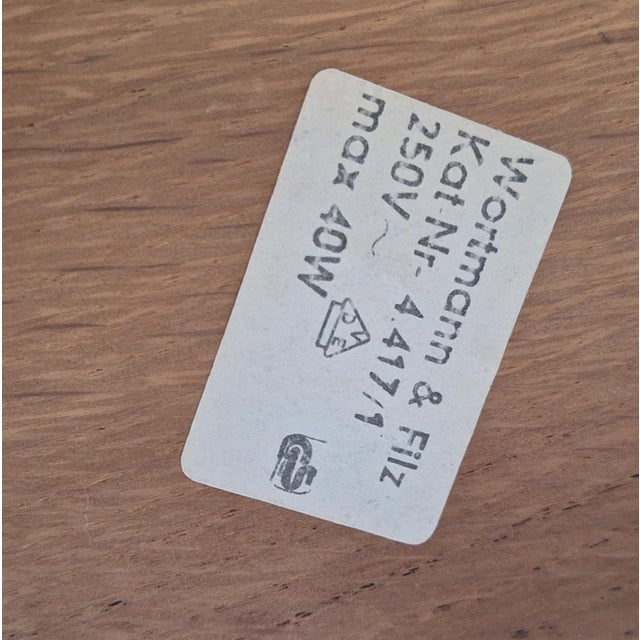 Wortmann & Filz
Kat-Nr- 4.417/1
250V ~
max 40W